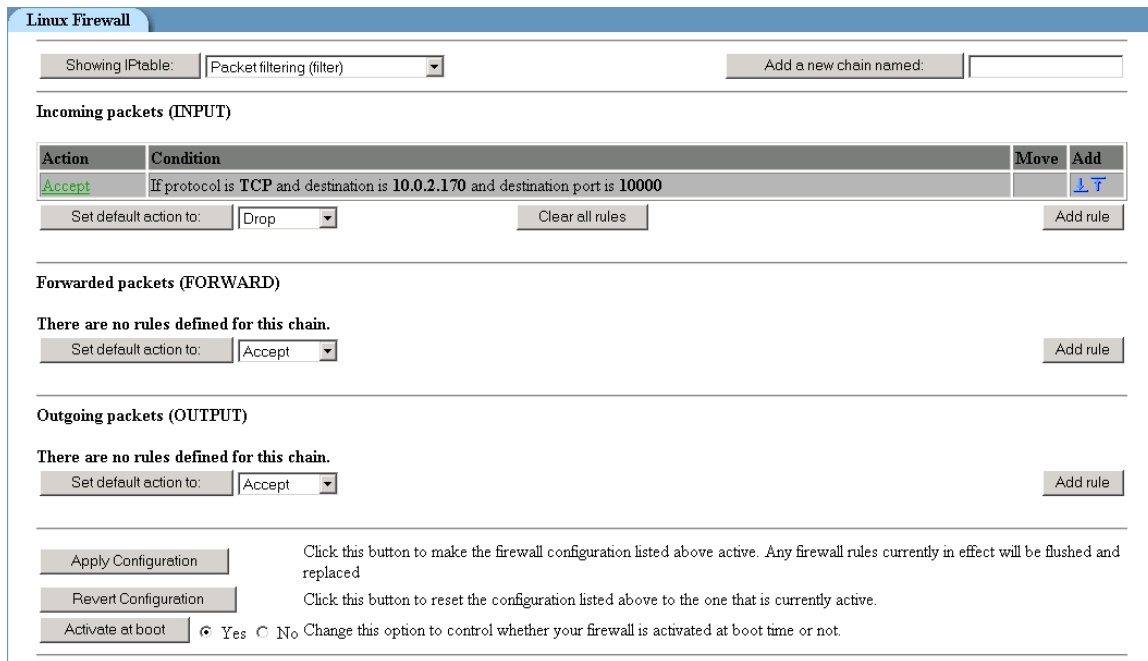 Linux Firewall
Showing IPtable: Packet filtering (filter) Add a new chain named:
Incoming packets (INPUT)
Action Condition Move Add
Accept If protocol is TCP and destination is 10.0.2.170 and destination port is 10000
Set default action to: Drop Clear all rules Add rule
Forwarded packets (FORWARD)
There are no rules defined for this chain.
Set default action to: Accept Add rule
Outgoing packets (OUTPUT)
There are no rules defined for this chain.
Set default action to: Accept Add rule
Apply Configuration Click this button to make the firewall configuration listed above active. Any firewall rules currently in effect will be flushed and
replaced
Revert Configuration Click this button to reset the configuration listed above to the one that is currently active.
Activate at boot Yes No Change this option to control whether your firewall is activated at boot time or not.